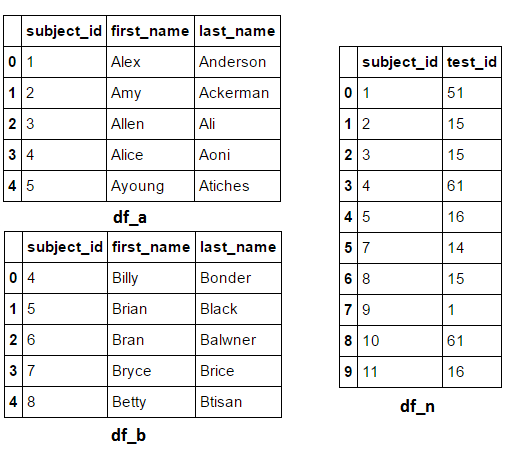 subject_id first_name last_name
0 1 Alex Anderson
1 2 Amy Ackerman
2 3 Allen Ali
3 4 Alice Aoni
4 5 Ayoung Atiches
df_a
subject_id first_name last_name
0 4 Billy Bonder
1 5 Brian Black
2 6 Bran Balwner
3 7 Bryce Brice
4 8 Betty Btisan
df_b
subject_id test_id
0 1 51
1 2 15
2 3 15
3 4 61
4 5 16
5 7 14
6 8 15
7 9 1
8 10 61
9 11 16
df_n